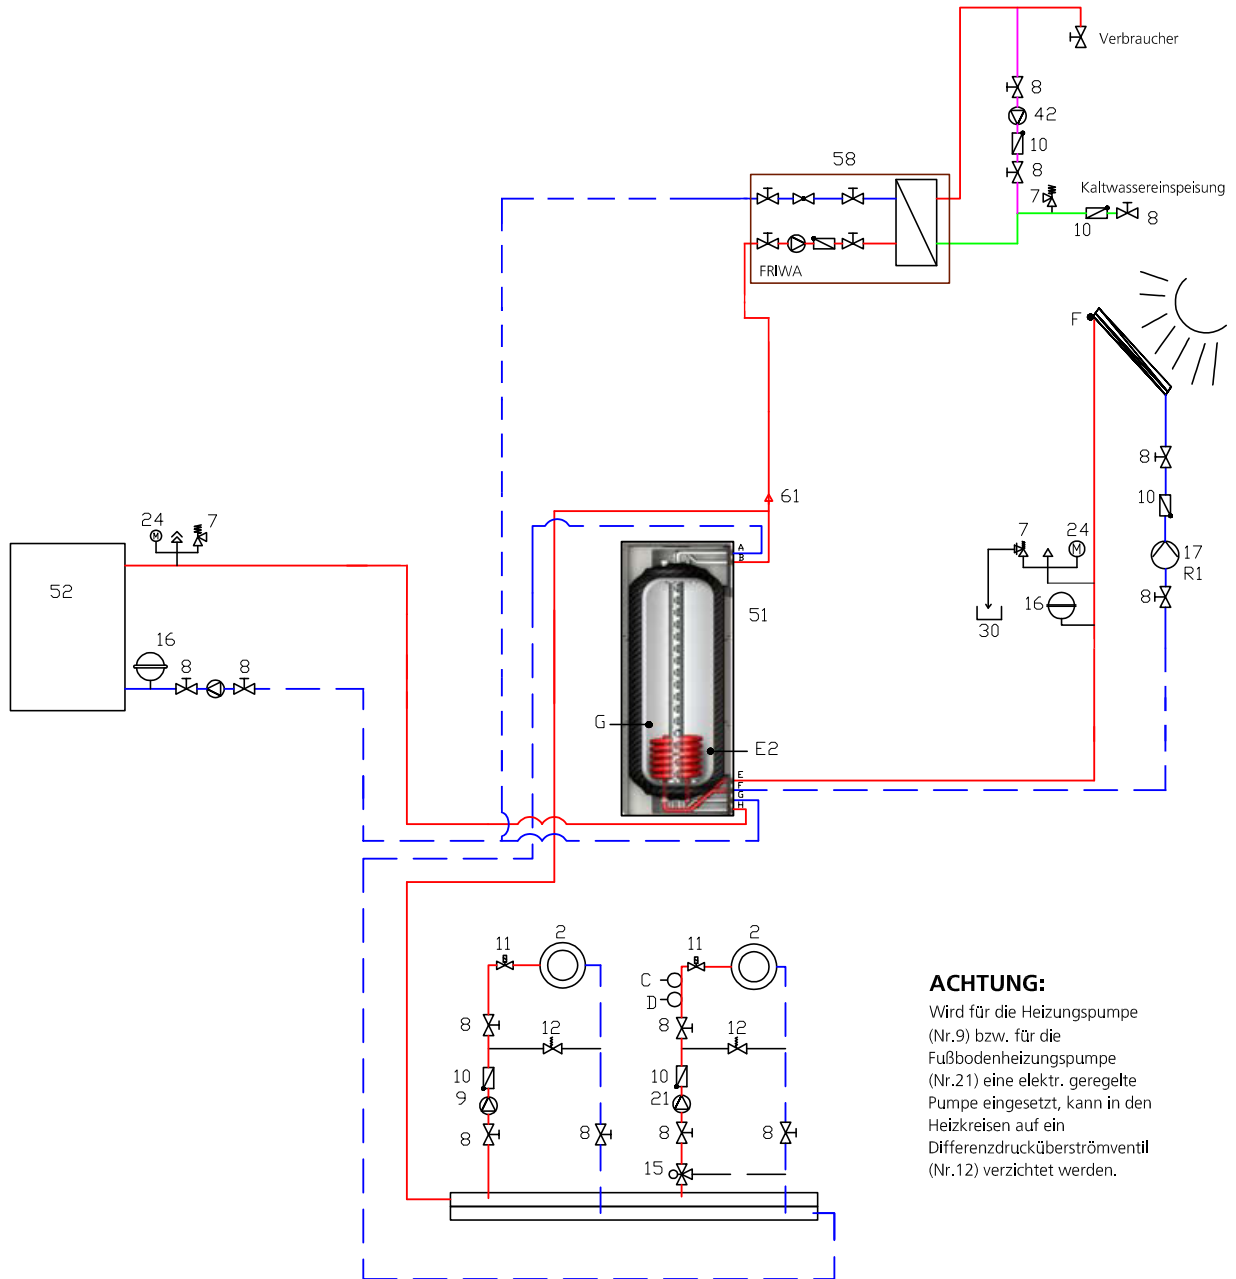 Verbraucher
8
42
10
8
58
Kaltwassereinspeisung
7
10
8
FRIWA
F
8
61
10
24
7
7
24
17
R1
52
A
B
51
16
8
30
16
8
8
G
E2
E
F
G
H
2
2
11
11
C
D
8
12
8
12
10
10
9
21
8
8
8
8
15
ACHTUNG:
Wird für die Heizungspumpe
(Nr.9) bzw. für die
Fußbodenheizungspumpe
(Nr.21) eine elektr. geregelte
Pumpe eingesetzt, kann in den
Heizkreisen auf ein
Differenzdrucküberströmventil
(Nr.12) verzichtet werden.